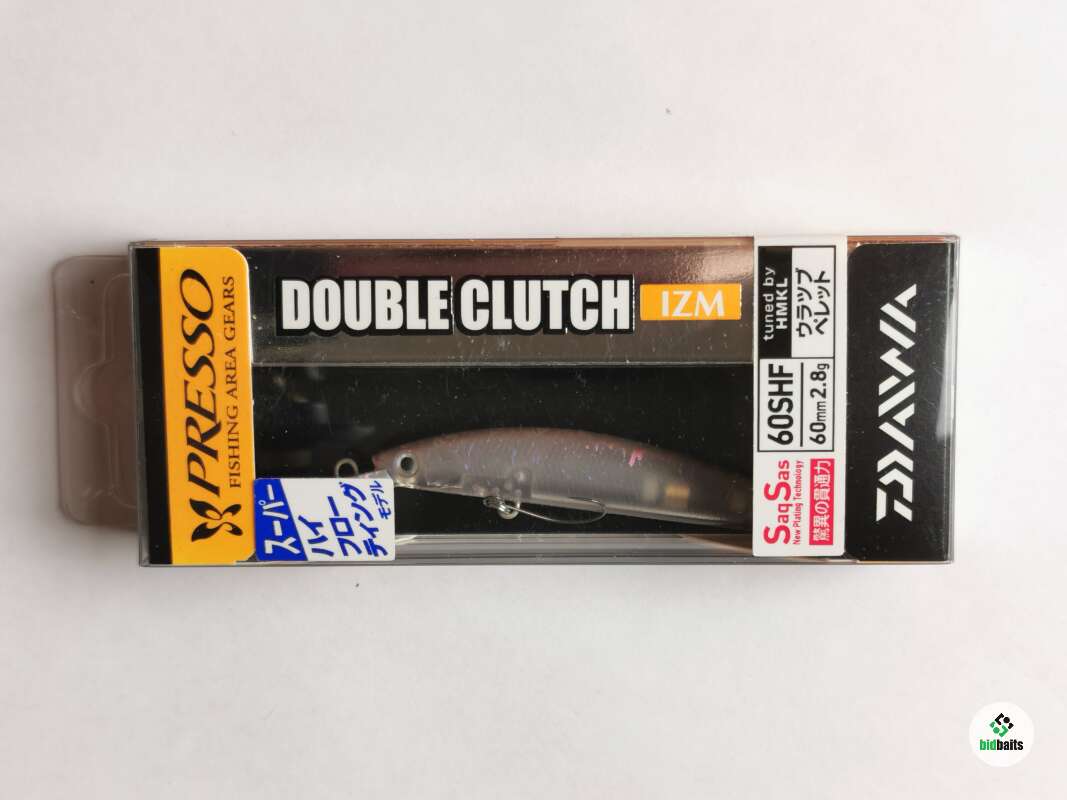 PRESSO
FISHING AREA GEARS
DOUBLE CLUTCH
IZM
スーパー
ハイ
フロー
ティング
モデル
tuned by
HMKL
ウラツブ
ペレット
60SHF
60mm 2.8g
SaqSas
New Plating Technology
驚異の貫通力
DAIWA
bidbaits